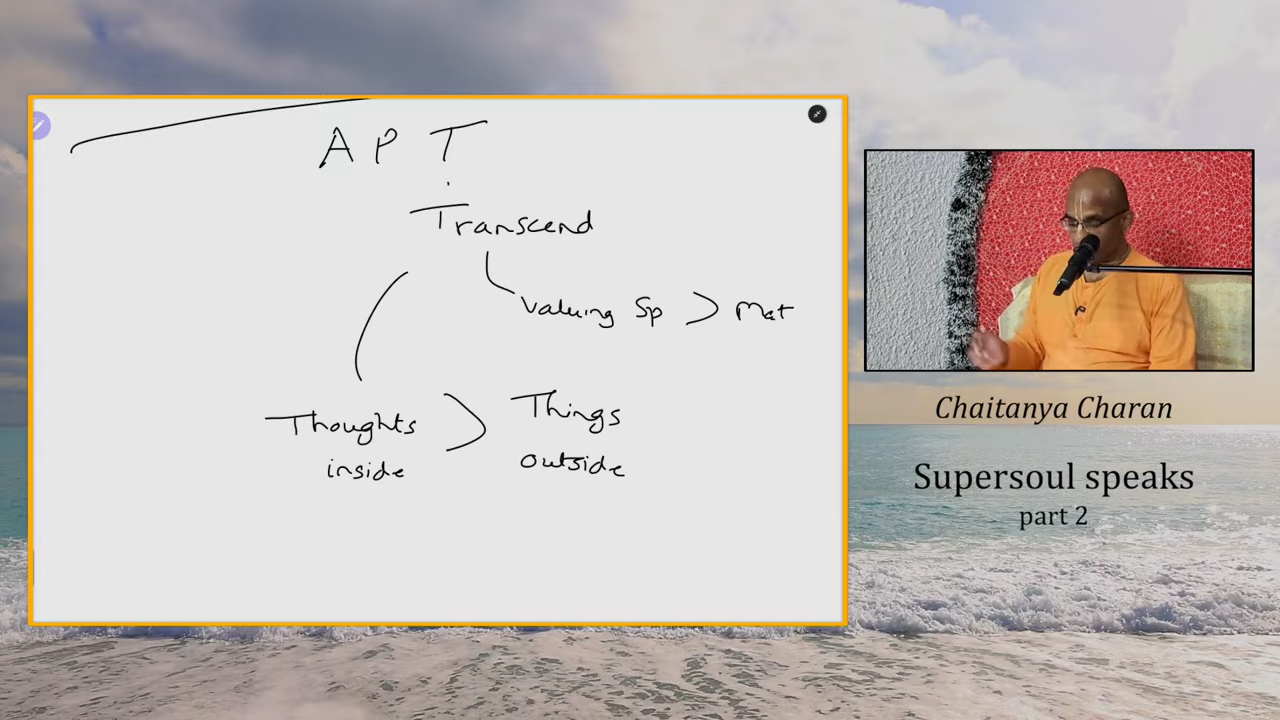 A P T
Transcend
Valuing Sp > Mat
Thoughts > Things
inside outside
Chaitanya Charan
Supersoul speaks
part 2